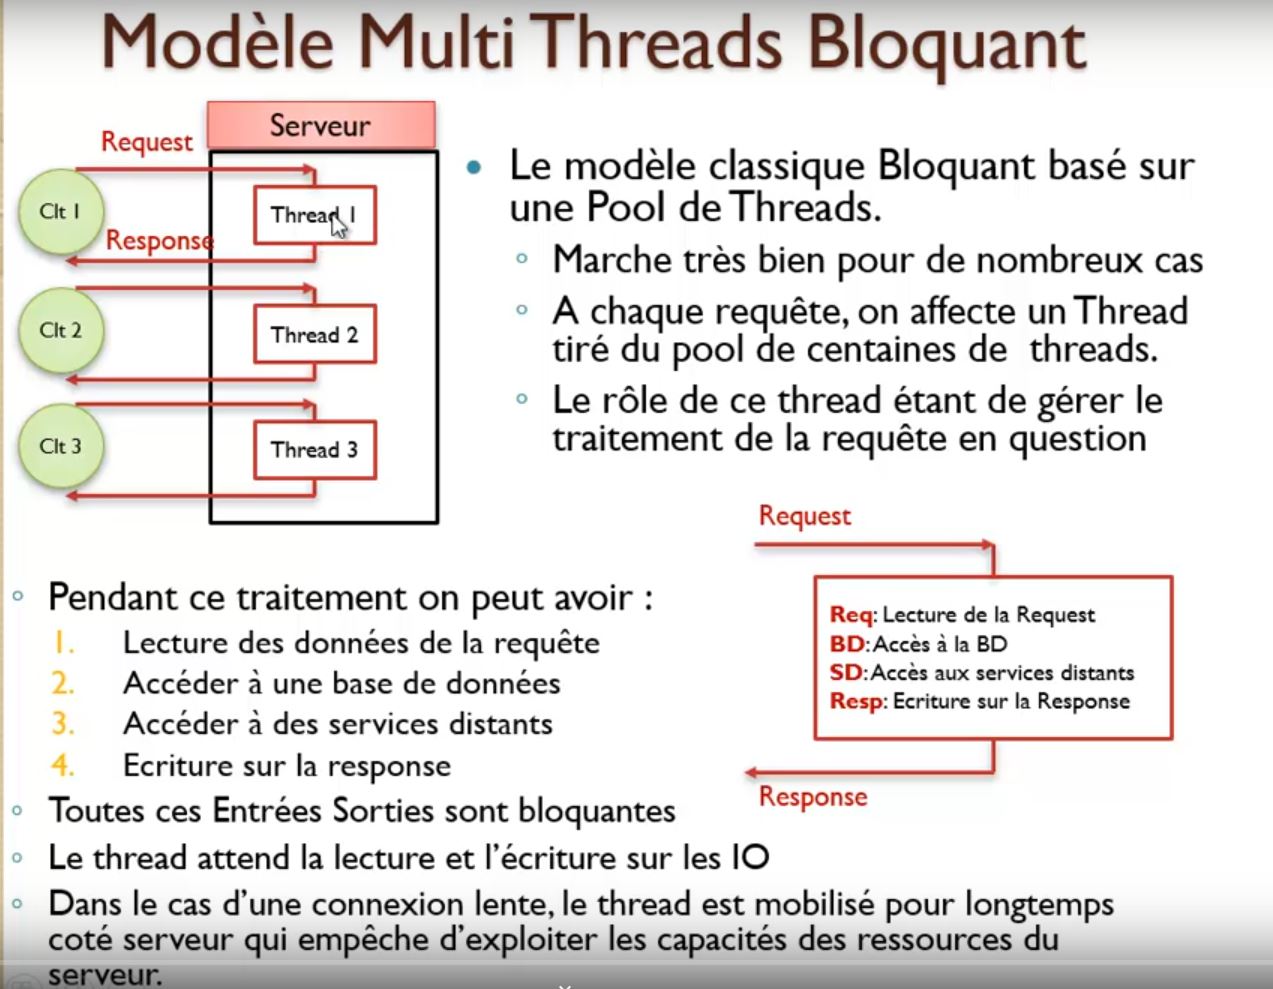 Modèle Multi Threads Bloquant
Serveur
Request
Clt 1
Thread 1
Response
Clt 2
Thread 2
Clt 3
Thread 3
Le modèle classique Bloquant basé sur
une Pool de Threads.
Marche très bien pour de nombreux cas
A chaque requête, on affecte un Thread
tiré du pool de centaines de threads.
Le rôle de ce thread étant de gérer le
traitement de la requête en question
Request
Req: Lecture de la Request
BD: Accès à la BD
SD: Accès aux services distants
Resp: Ecriture sur la Response
Response
Pendant ce traitement on peut avoir :
1. Lecture des données de la requête
2. Accéder à une base de données
3. Accéder à des services distants
4. Ecriture sur la response
Toutes ces Entrées Sorties sont bloquantes
Le thread attend la lecture et l'écriture sur les IO
Dans le cas d'une connexion lente, le thread est mobilisé pour longtemps
coté serveur qui empêche d'exploiter les capacités des ressources du
serveur.